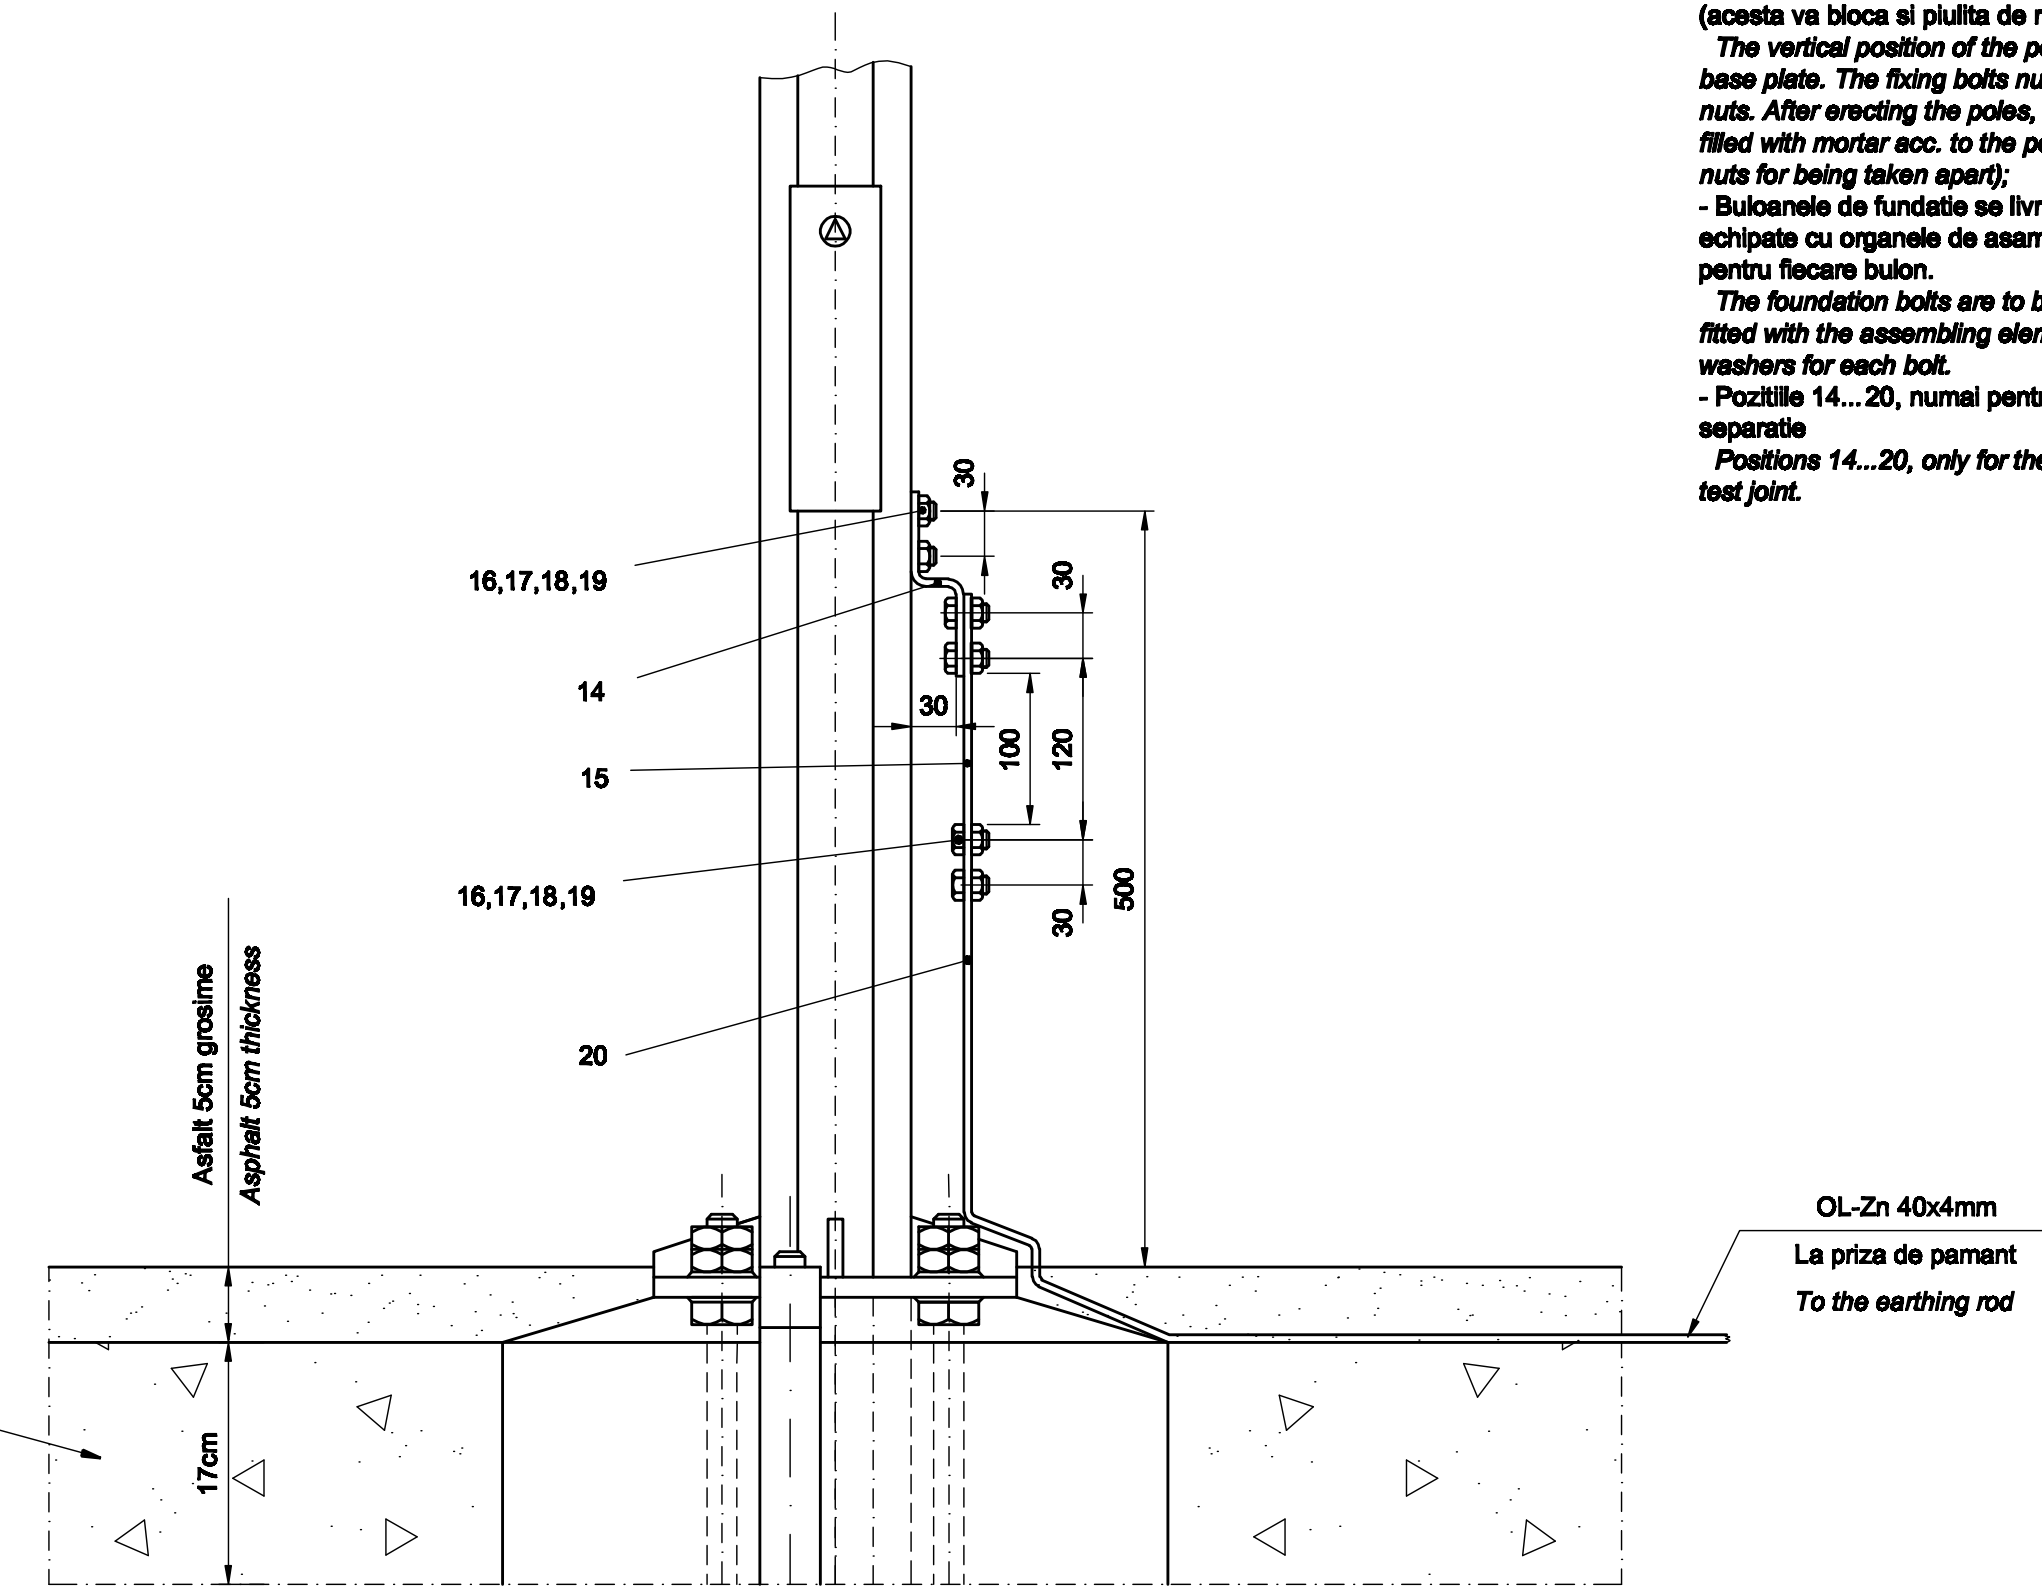 (acesta va bloca si piulita de
The vertical position of the
base plate. The fixing bolts
nuts. After erecting the poles,
filled with mortar acc. to the
nuts for being taken apart);
- Buloanele de fundatie se
echipate cu organele de
pentru fiecare bulon.
The foundation bolts are to
fitted with the assembling
washers for each bolt.
- Pozitiile 14...20, numai
separatie
Positions 14...20, only for
test joint.
30
16,17,18,19
30
14
30
100
120
15
16,17,18,19
500
30
20
Asfalt 5cm grosime
Asphalt 5cm thickness
OL-Zn 40x4mm
La priza de pamant
To the earthing rod
17cm